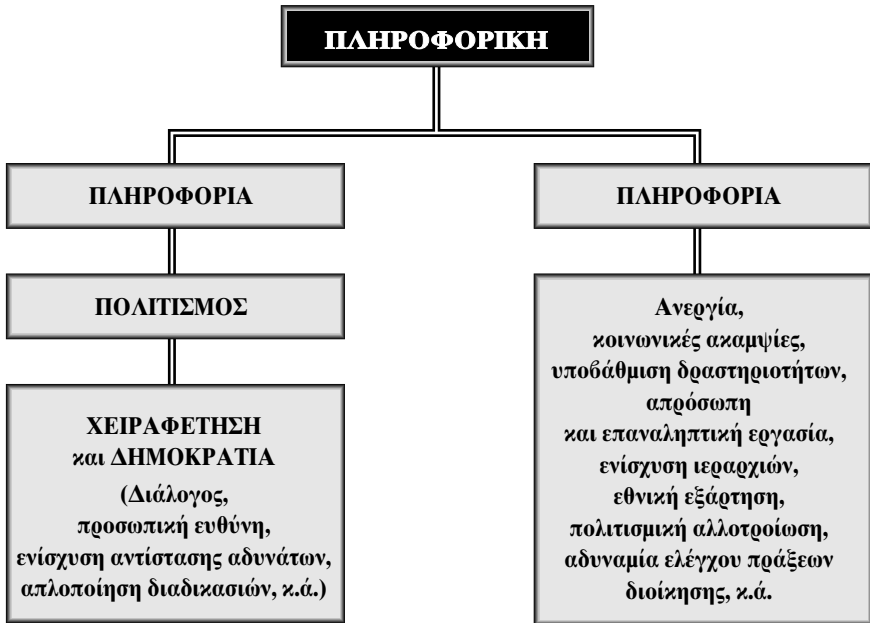 ΠΛΗΡΟΦΟΡΙΚΗ
ΠΛΗΡΟΦΟΡΙΑ
ΠΟΛΙΤΙΣΜΟΣ
ΧΕΙΡΑΦΕΤΗΣΗ
και ΔΗΜΟΚΡΑΤΙΑ
(Διάλογος,
προσωπική ευθύνη,
ενίσχυση αντίστασης αδυνάτων,
απλοποίηση διαδικασιών, κ.ά.)
ΠΛΗΡΟΦΟΡΙΑ
Ανεργία,
κοινωνικές ακαμψίες,
υποβάθμιση δραστηριοτήτων,
απρόσωπη
και επαναληπτική εργασία,
ενίσχυση ιεραρχιών,
εθνική εξάρτηση,
πολιτισμική αλλοτροίωση,
αδυναμία ελέγχου πράξεων
διοίκησης, κ.ά.